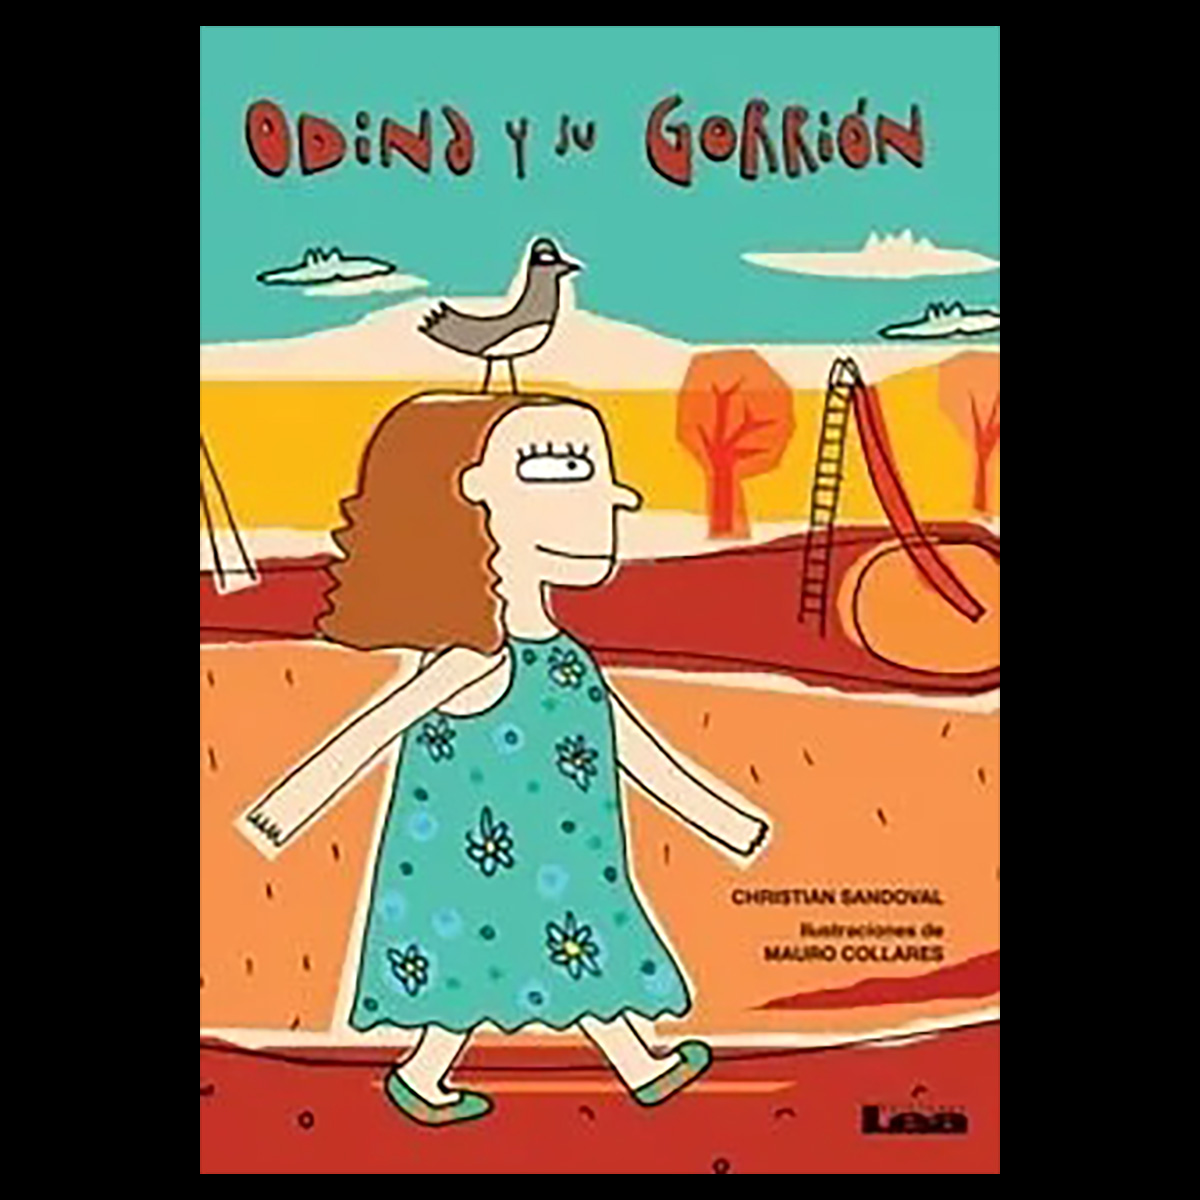 ODINA Y SU GORRIÓN
CHRISTIAN SANDOVAL
Ilustraciones de
MAURO COLLARES
Lea